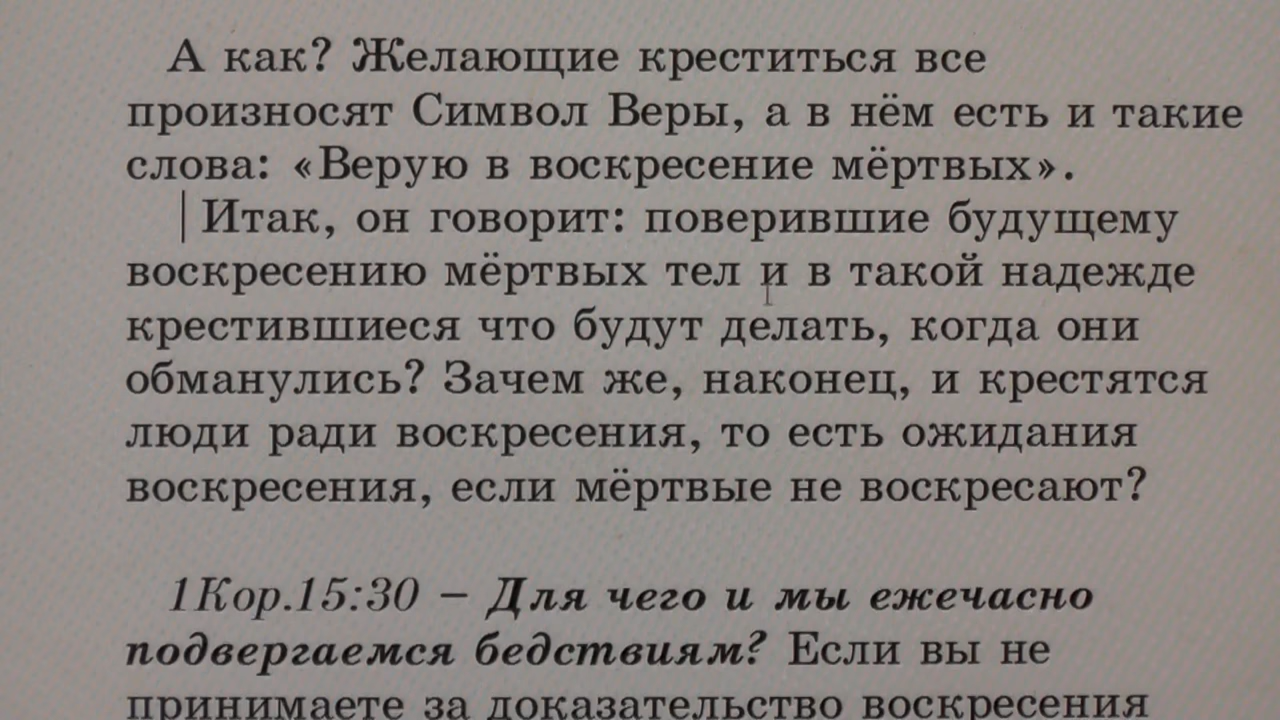 А как? Желающие креститься все
произносят Символ Веры, а в нём есть и такие
слова: «Верую в воскресение мёртвых».
Итак, он говорит: поверившие будущему
воскресению мёртвых тел и в такой надежде
крестившиеся что будут делать, когда они
обманулись? Зачем же, наконец, и крестятся
люди ради воскресения, то есть ожидания
воскресения, если мёртвые не воскресают?
1Кор.15:30 – Для чего и мы ежечасно
подвергаемся бедствиям? Если вы не
принимаете за доказательство воскресения